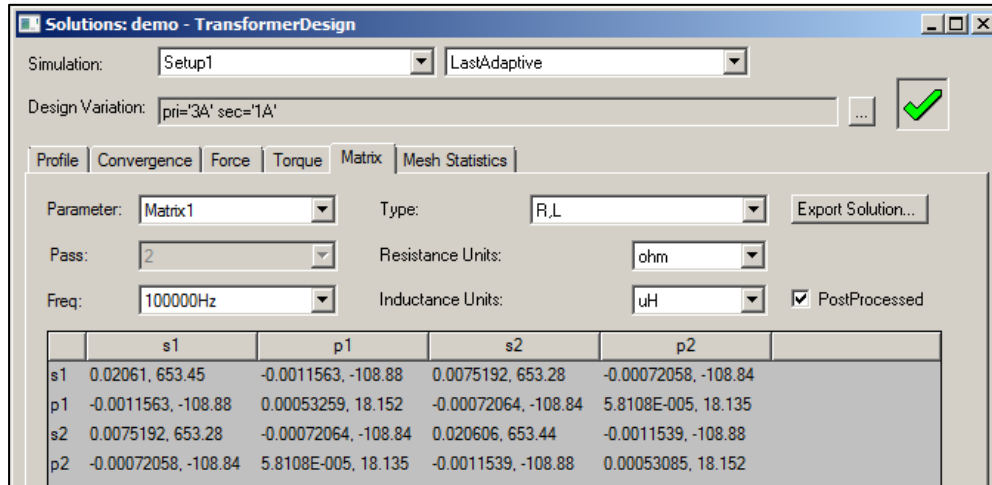 Solutions: demo - TransformerDesign
Simulation: Setup1 LastAdaptive
Design Variation: pri='3A' sec='1A' ...
Profile Convergence Force Torque Matrix Mesh Statistics
Parameter: Matrix1 Type: R,L Export Solution...
Pass: 2 Resistance Units: ohm
Freq: 100000Hz Inductance Units: uH PostProcessed
s1 p1 s2 p2
s1 0.02061, 653.45 -0.0011563, -108.88 0.0075192, 653.28 -0.00072058, -108.84
p1 -0.0011563, -108.88 0.00053259, 18.152 -0.00072064, -108.84 5.8108E-005, 18.135
s2 0.0075192, 653.28 -0.00072064, -108.84 0.020606, 653.44 -0.0011539, -108.88
p2 -0.00072058, -108.84 5.8108E-005, 18.135 -0.0011539, -108.88 0.00053085, 18.152